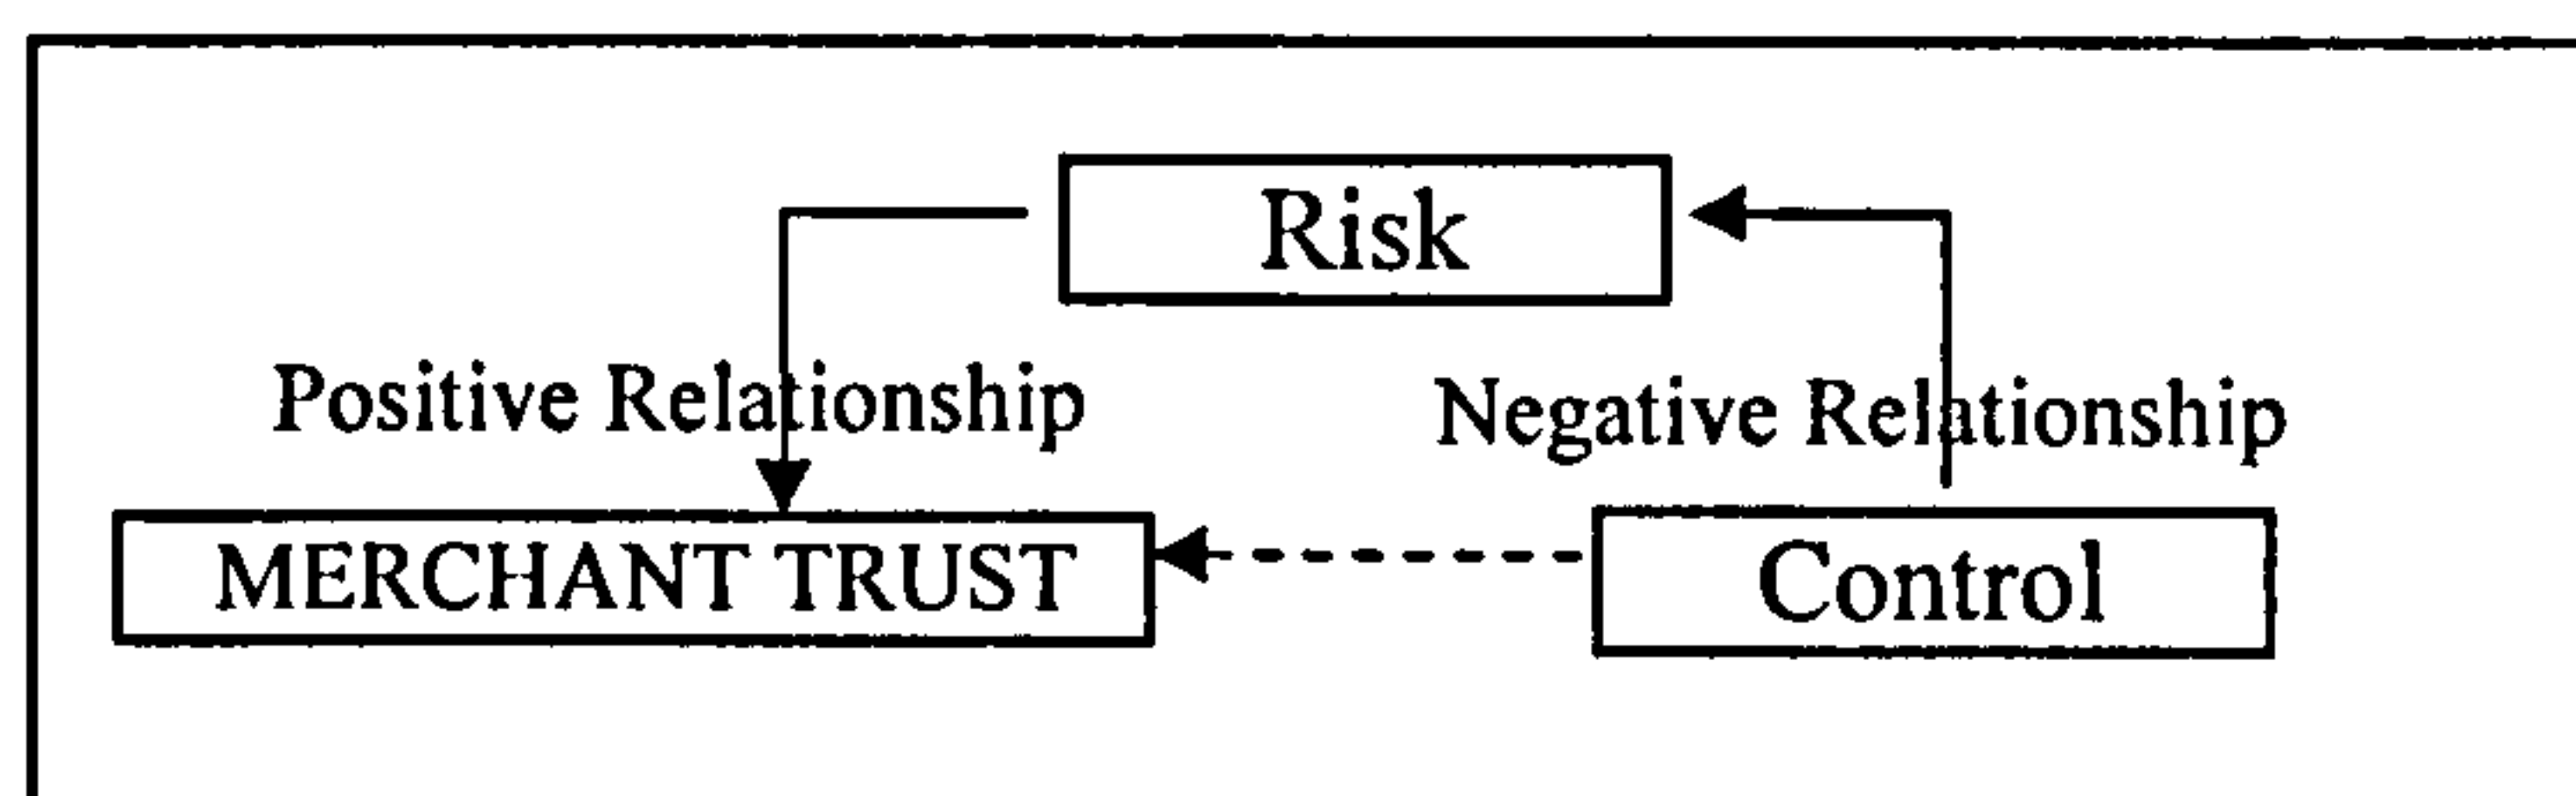 Risk
Positive Relationship
Negative Relationship
MERCHANT TRUST
Control